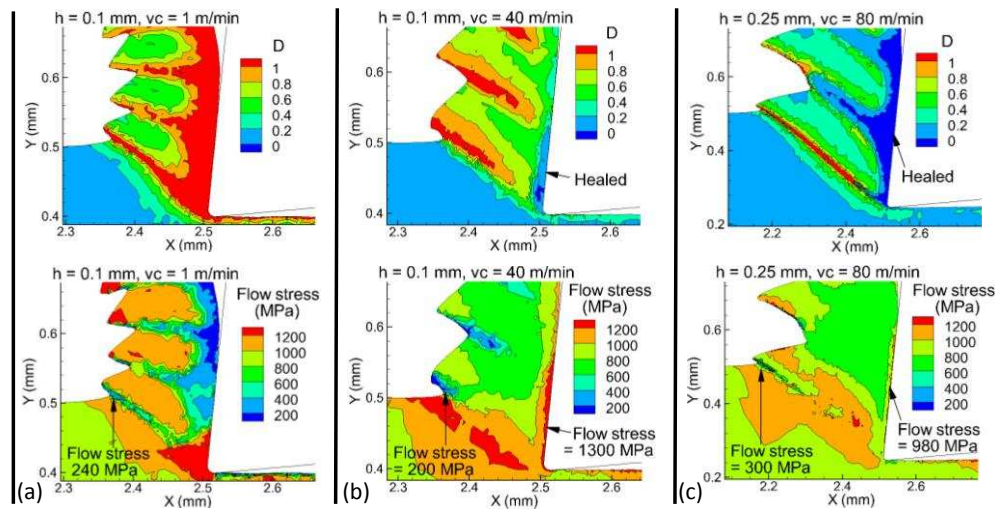 h = 0.1 mm, vc = 1 m/min
D
1
0.8
0.6
0.4
0.2
0
Y (mm)
0.6
0.5
0.4
2.3
2.4
2.5
2.6
X (mm)
h = 0.1 mm, vc = 40 m/min
D
1
0.8
0.6
0.4
0.2
0
Healed
Y (mm)
0.6
0.5
0.4
2.3
2.4
2.5
2.6
X (mm)
h = 0.25 mm, vc = 80 m/min
D
1
0.8
0.6
0.4
0.2
0
Healed
Y (mm)
0.6
0.4
0.2
2.2
2.4
2.6
X (mm)
h = 0.1 mm, vc = 1 m/min
Flow stress
(MPa)
1200
1000
800
600
400
200
Flow stress
240 MPa
Y (mm)
0.6
0.5
0.4
2.3
2.4
2.5
2.6
X (mm)
(a)
h = 0.1 mm, vc = 40 m/min
Flow stress
(MPa)
1200
1000
800
600
400
200
Flow stress
= 200 MPa
Flow stress
= 1300 MPa
Y (mm)
0.6
0.5
0.4
2.3
2.4
2.5
2.6
X (mm)
(b)
h = 0.25 mm, vc = 80 m/min
Flow stress
(MPa)
1200
1000
800
600
400
200
Flow stress
= 300 MPa
Flow stress
= 980 MPa
Y (mm)
0.6
0.4
0.2
2.2
2.4
2.6
X (mm)
(c)